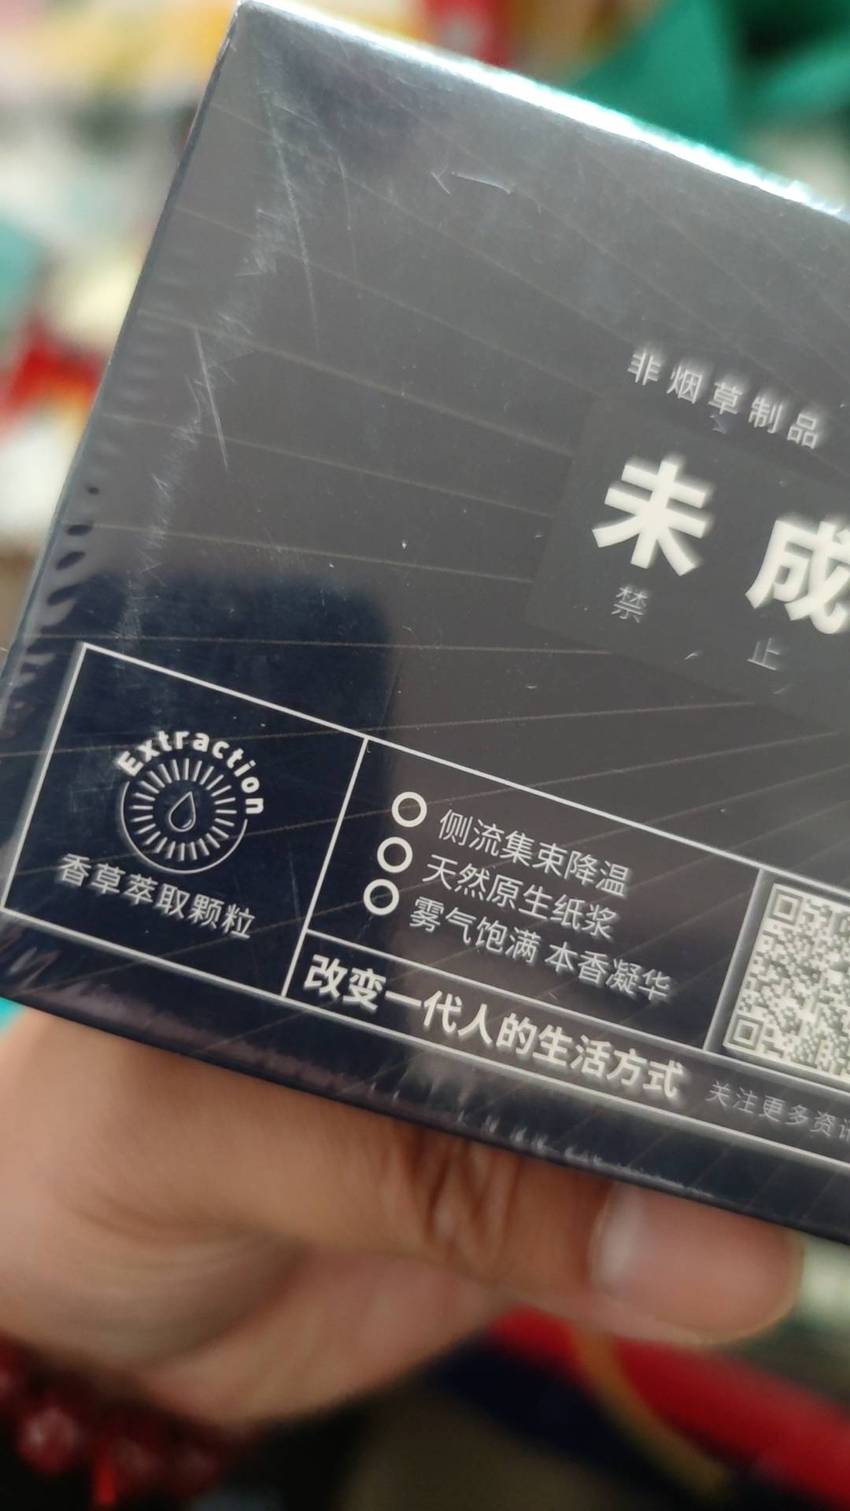 非烟草制品
未成
禁止
Extraction
香草萃取颗粒
侧流集束降温
天然原生纸浆
雾气饱满 本香凝华
改变一代人的生活方式
关注更多资讯